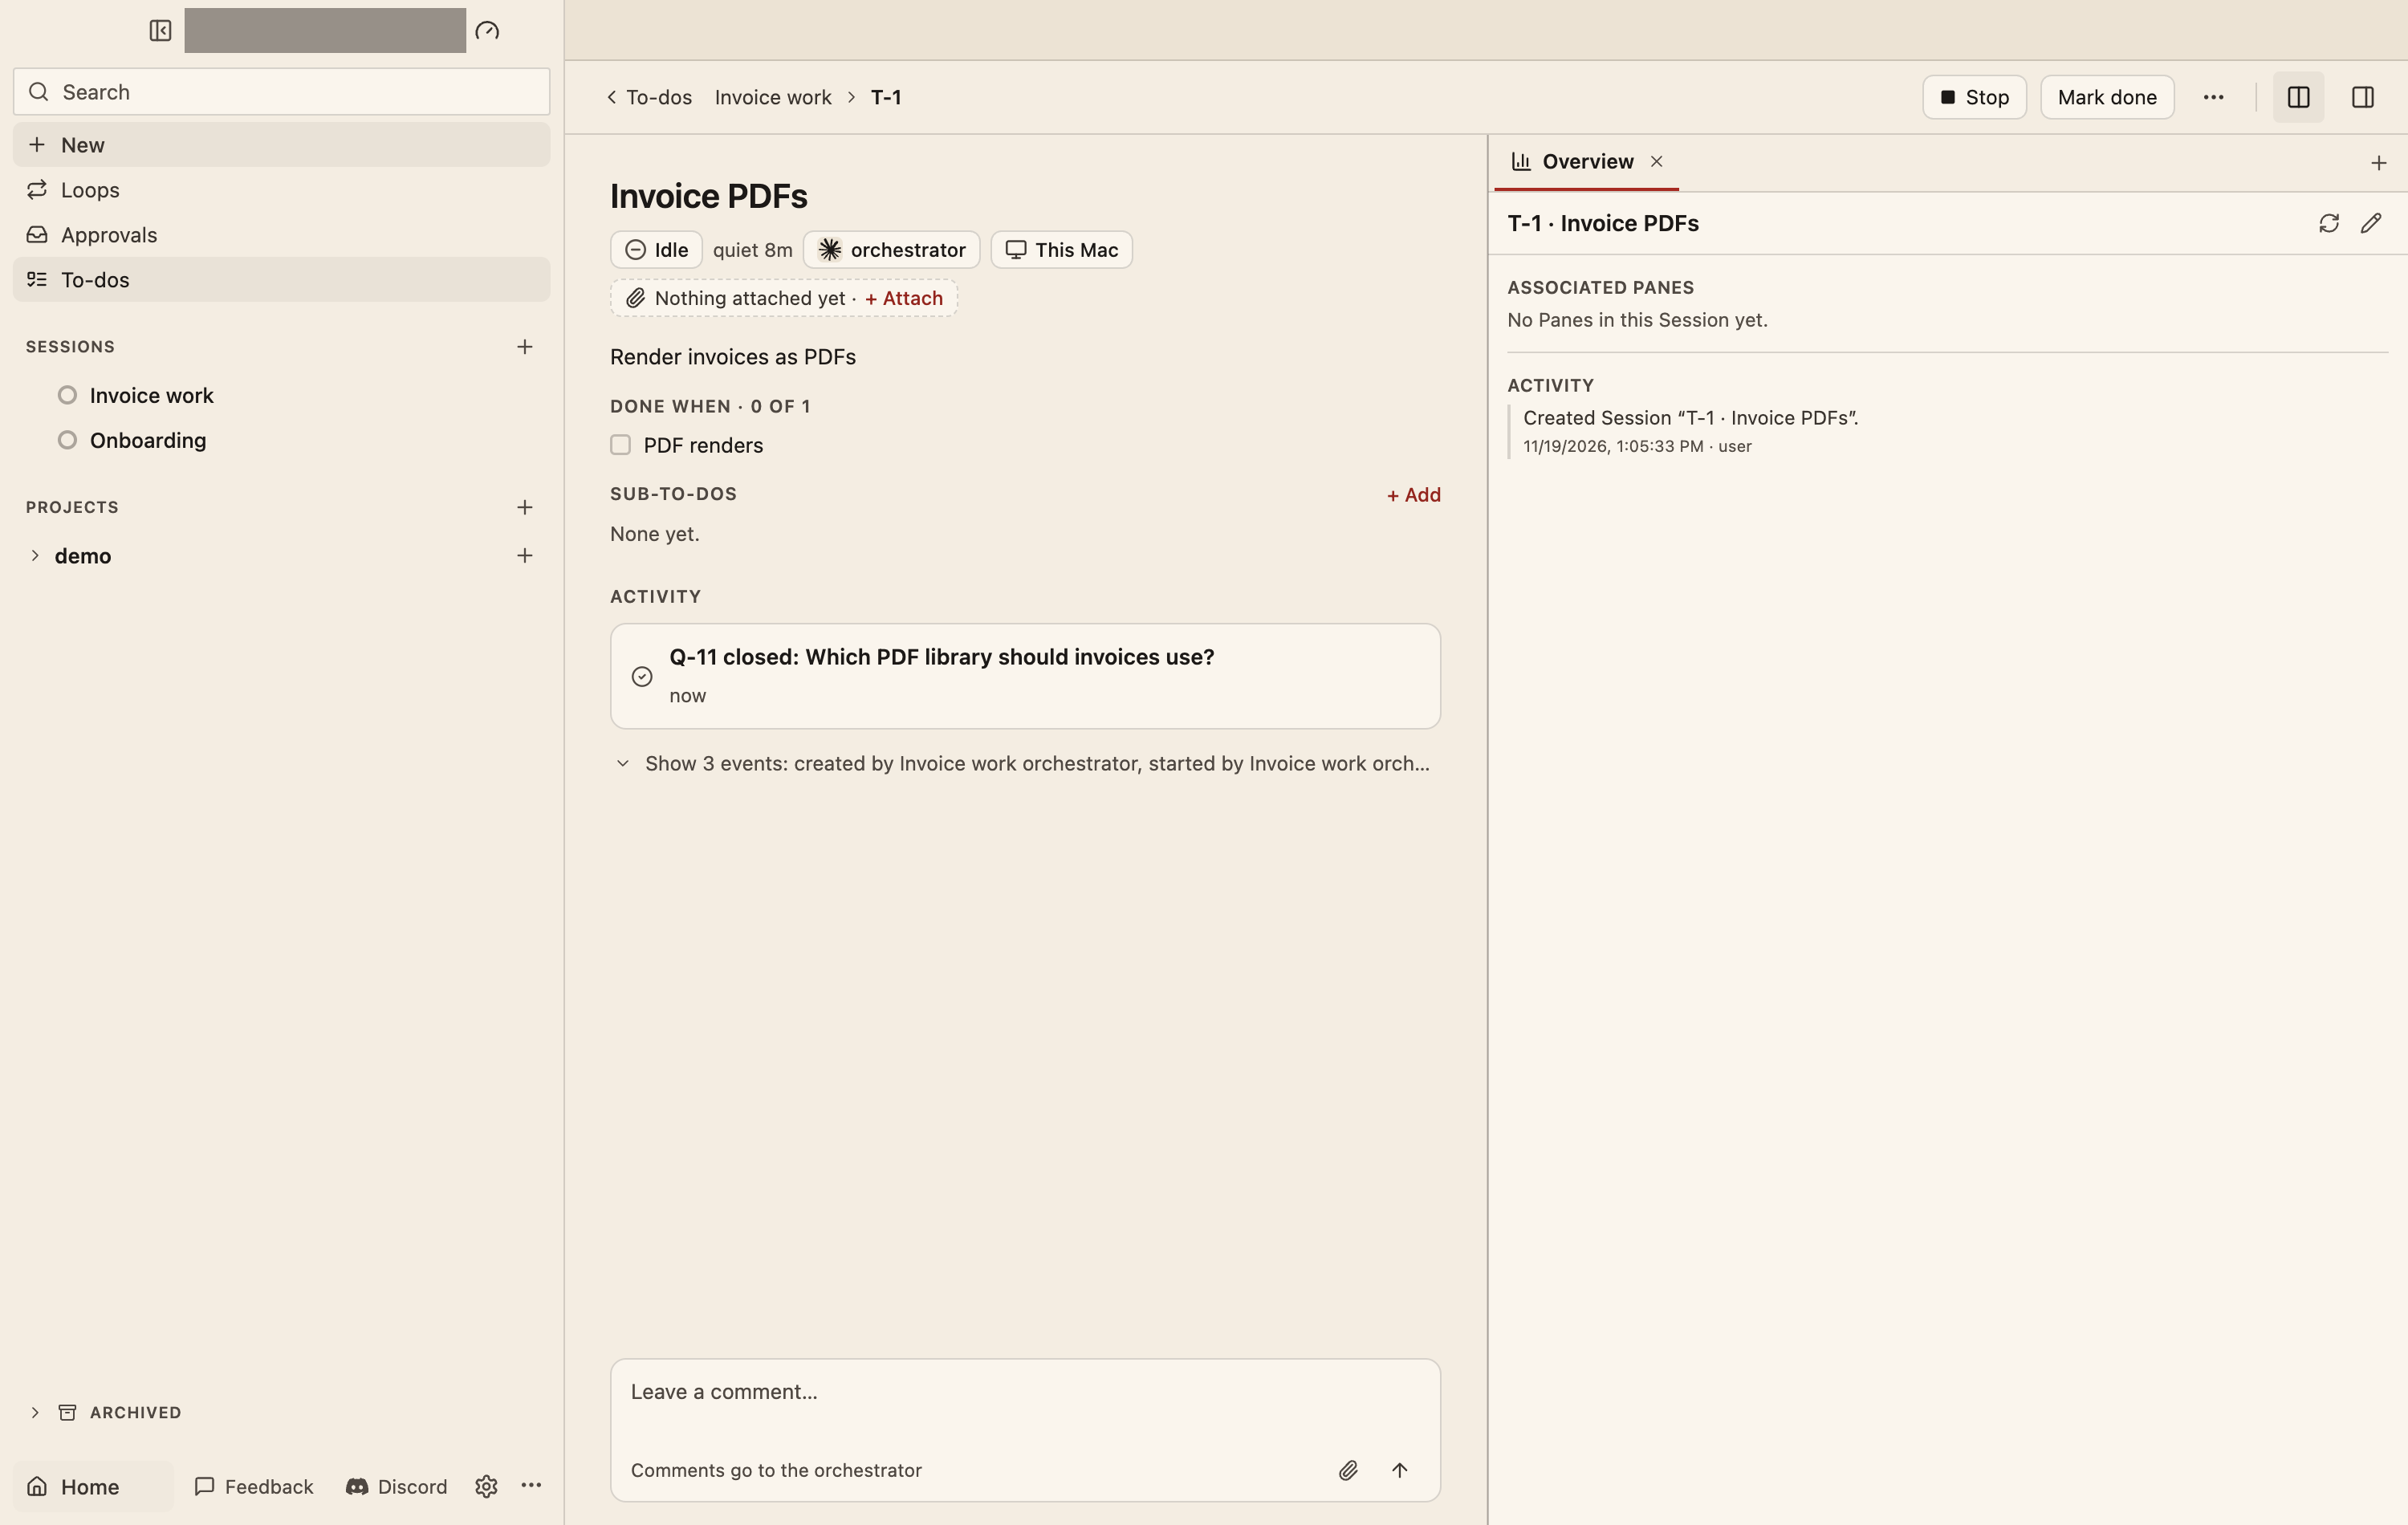 Search
New
Loops
Approvals
To-dos
SESSIONS
Invoice work
Onboarding
PROJECTS
demo
ARCHIVED
Home
Feedback
Discord
To-dos
Invoice work
T-1
Stop
Mark done
Invoice PDFs
Idle
quiet 8m
orchestrator
This Mac
Nothing attached yet · + Attach
Render invoices as PDFs
DONE WHEN · 0 OF 1
PDF renders
SUB-TO-DOS
+ Add
None yet.
ACTIVITY
Q-11 closed: Which PDF library should invoices use?
now
Show 3 events: created by Invoice work orchestrator, started by Invoice work orch...
Leave a comment...
Comments go to the orchestrator
Overview
T-1 · Invoice PDFs
ASSOCIATED PANES
No Panes in this Session yet.
ACTIVITY
Created Session “T-1 · Invoice PDFs”.
11/19/2026, 1:05:33 PM · user